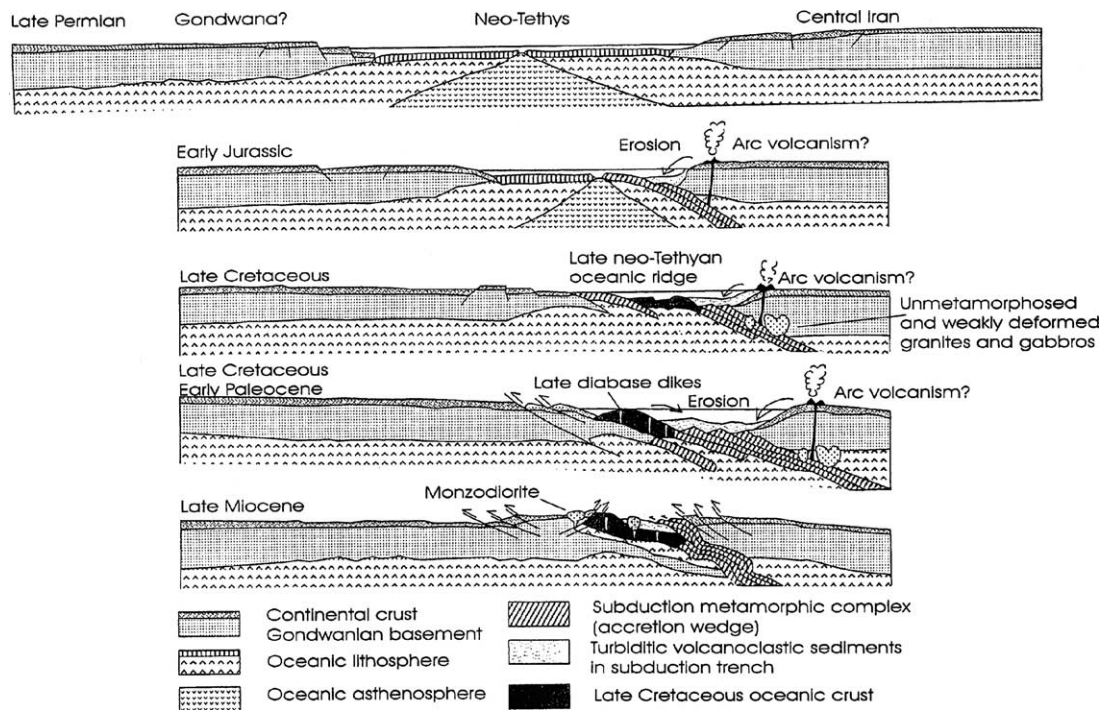 Late Permian
Gondwana?
Neo-Tethys
Central Iran
Early Jurassic
Erosion
Arc volcanism?
Late Cretaceous
Late neo-Tethyan
oceanic ridge
Arc volcanism?
Unmetamorphosed
and weakly deformed
granites and gabbros
Late Cretaceous
Early Paleocene
Late diabase dikes
Erosion
Arc volcanism?
Late Miocene
Monzodiorite
Continental crust
Gondwanian basement
Oceanic lithosphere
Oceanic asthenosphere
Subduction metamorphic complex
(accretion wedge)
Turbiditic volcanoclastic sediments
in subduction trench
Late Cretaceous oceanic crust